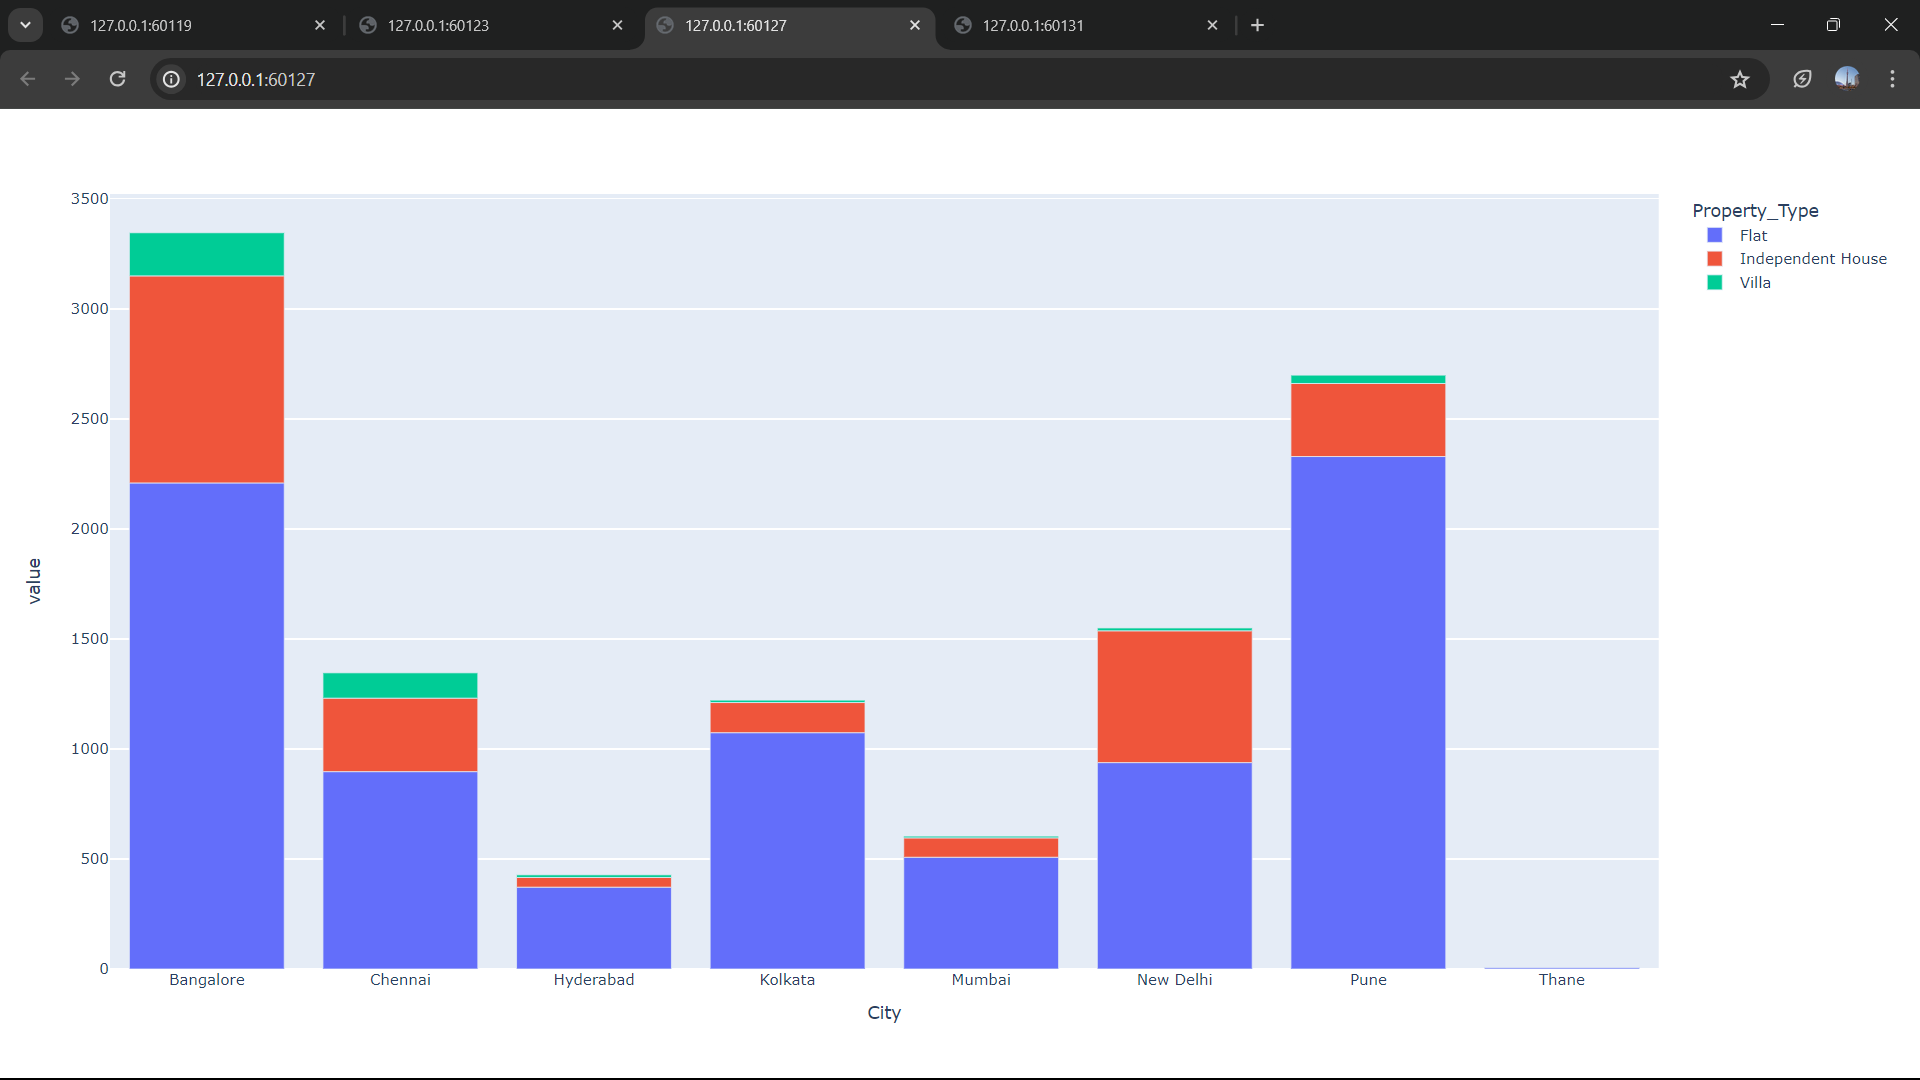 127.0.0.1:60119
127.0.0.1:60123
127.0.0.1:60127
127.0.0.1:60131
127.0.0.1:60127
3500
3000
2500
2000
1500
1000
500
0
value
Bangalore
Chennai
Hyderabad
Kolkata
Mumbai
New Delhi
Pune
Thane
City
Property_Type
Flat
Independent House
Villa